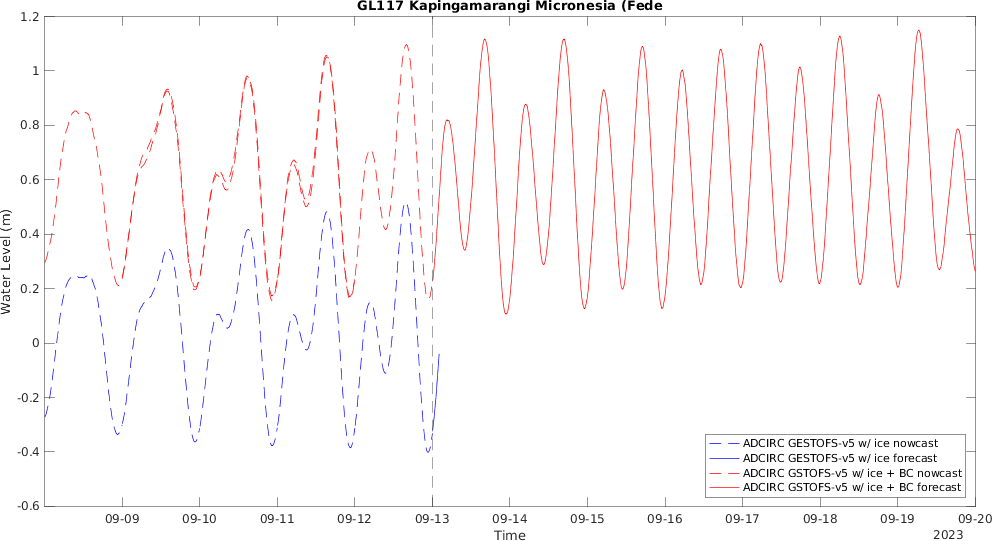 GL117 Kapingamarangi Micronesia (Fede
1.2
1
0.8
0.6
0.4
0.2
0
-0.2
-0.4
-0.6
Water Level (m)
09-09 09-10 09-11 09-12 09-13 09-14 09-15 09-16 09-17 09-18 09-19 09-20
Time
2023
ADCIRC GESTOFS-v5 w/ ice nowcast
ADCIRC GESTOFS-v5 w/ ice forecast
ADCIRC GSTOFS-v5 w/ ice + BC nowcast
ADCIRC GSTOFS-v5 w/ ice + BC forecast